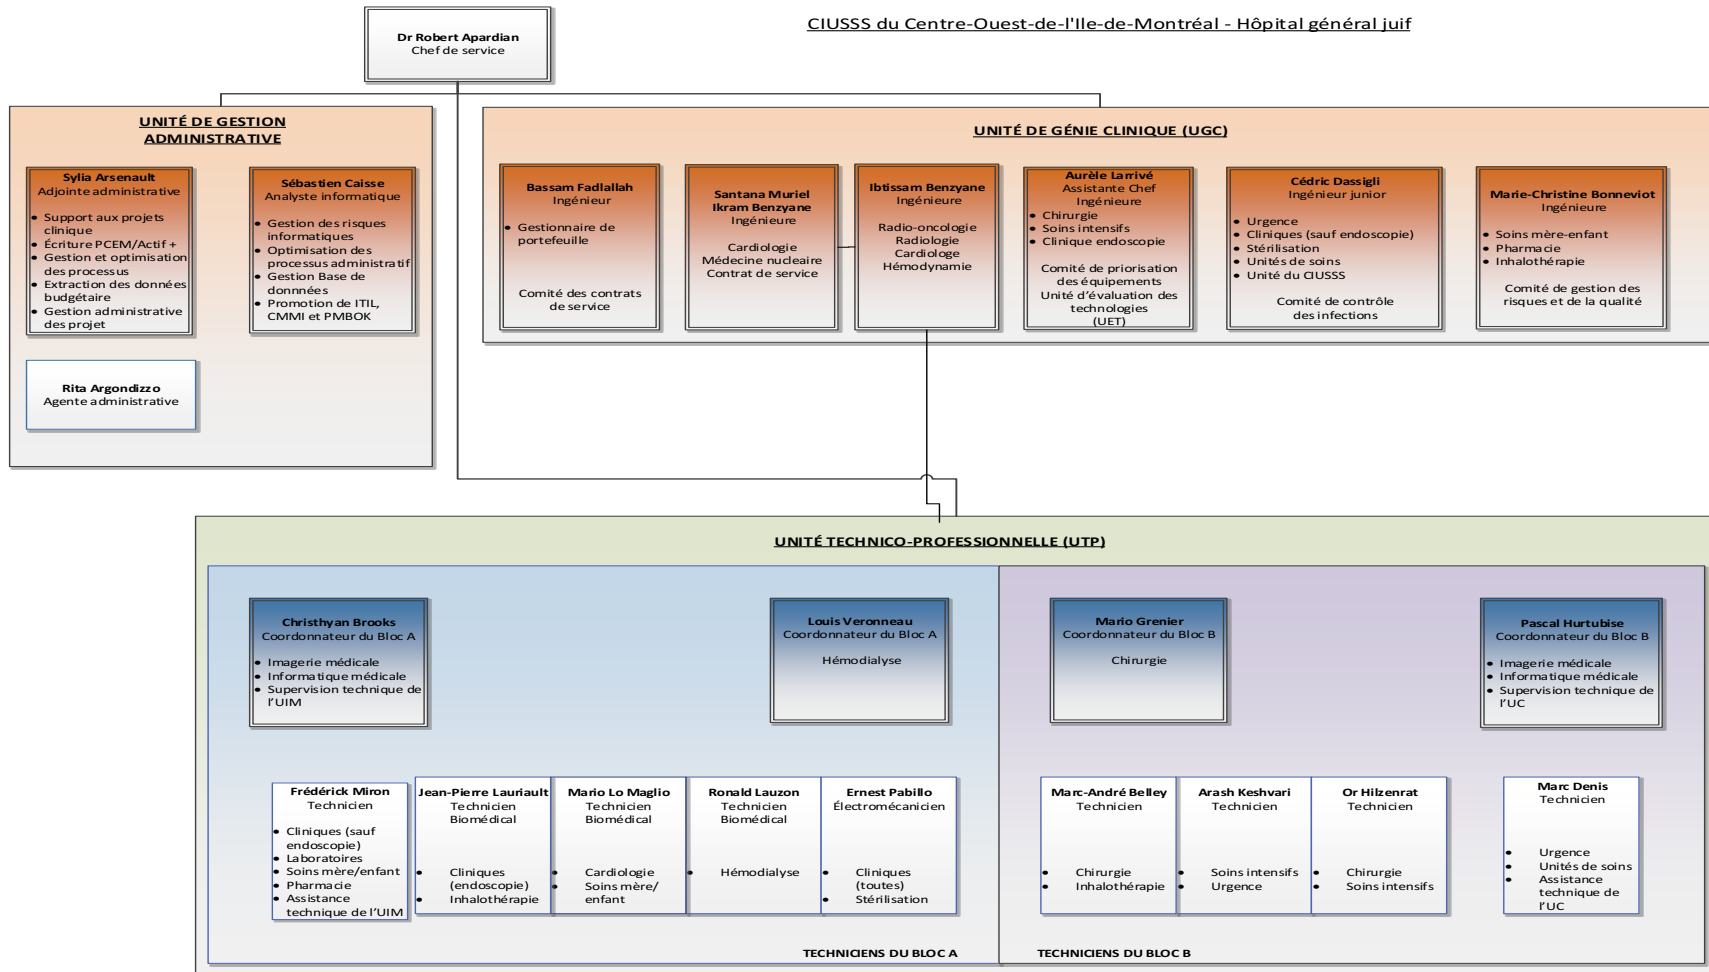 CIUSSS du Centre-Ouest-de-l'Ile-de-Montréal - Hôpital général juif
Dr Robert Apardian
Chef de service
UNITÉ DE GESTION
ADMINISTRATIVE
Sylia Arsenault
Adjointe administrative
• Support aux projets
clinique
• Écriture PCEM/Actif +
• Gestion et optimisation
des processus
• Extraction des données
budgétaire
• Gestion administrative
des projet
Sébastien Caisse
Analyste informatique
• Gestion des risques
informatiques
• Optimisation des
processus administratif
• Gestion Base de
donnnées
• Promotion de ITIL,
CMMI et PMBOK
Rita Argondizzo
Agente administrative
UNITÉ DE GÉNIE CLINIQUE (UGC)
Bassam Fadlallah
Ingénieur
• Gestionnaire de
portefeuille
Comité des contrats
de service
Santana Muriel
Ikram Benzyane
Ingénieure
Cardiologie
Médecine nucleaire
Contrat de service
Ibtissam Benzyane
Ingénieure
Radio-oncologie
Radiologie
Cardiologe
Hémodynamie
Aurèle Larrivé
Assistante Chef
Ingénieure
• Chirurgie
• Soins intensifs
• Clinique endoscopie
Comité de priorisation
des équipements
Unité d'évaluation des
technologies
(UET)
Cédric Dassigli
Ingénieur junior
• Urgence
• Cliniques (sauf endoscopie)
• Stérilisation
• Unités de soins
• Unité du CIUSSS
Comité de contrôle
des infections
Marie-Christine Bonneviot
Ingénieure
• Soins mère-enfant
• Pharmacie
• Inhalothérapie
Comité de gestion des
risques et de la qualité
UNITÉ TECHNICO-PROFESSIONNELLE (UTP)
Christhyan Brooks
Coordonnateur du Bloc A
• Imagerie médicale
• Informatique médicale
• Supervision technique de
l'UIM
Louis Veronneau
Coordonnateur du Bloc A
Hémodialyse
Mario Grenier
Coordonnateur du Bloc B
Chirurgie
Pascal Hurtubise
Coordonnateur du Bloc B
• Imagerie médicale
• Informatique médicale
• Supervision technique de
l'UC
Frédérick Miron
Technicien
• Cliniques (sauf
endoscopie)
• Laboratoires
• Soins mère/enfant
• Pharmacie
• Assistance
technique de l'UIM
Jean-Pierre Lauriault
Technicien
Biomédical
• Cliniques
(endoscopie)
• Inhalothérapie
Mario Lo Maglio
Technicien
Biomédical
• Cardiologie
• Soins mère/
enfant
Ronald Lauzon
Technicien
Biomédical
• Hémodialyse
Ernest Pabillo
Électromécanicien
• Cliniques
(toutes)
• Stérilisation
Marc-André Belley
Technicien
• Chirurgie
• Inhalothérapie
Arash Keshvari
Technicien
• Soins intensifs
• Urgence
Or Hilzenrat
Technicien
• Chirurgie
• Soins intensifs
Marc Denis
Technicien
• Urgence
• Unités de soins
• Assistance
technique de
l'UC
TECHNICIENS DU BLOC A
TECHNICIENS DU BLOC B